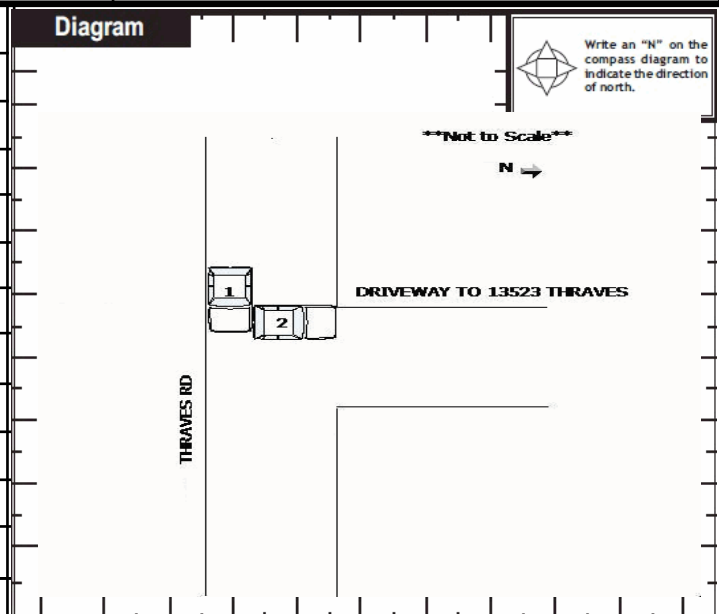 Diagram
Write an “N” on the
compass diagram to
indicate the direction
of north.
**Not to Scale**
N
1
DRIVEWAY TO 13523 THRAVES
2
THRAVES RD